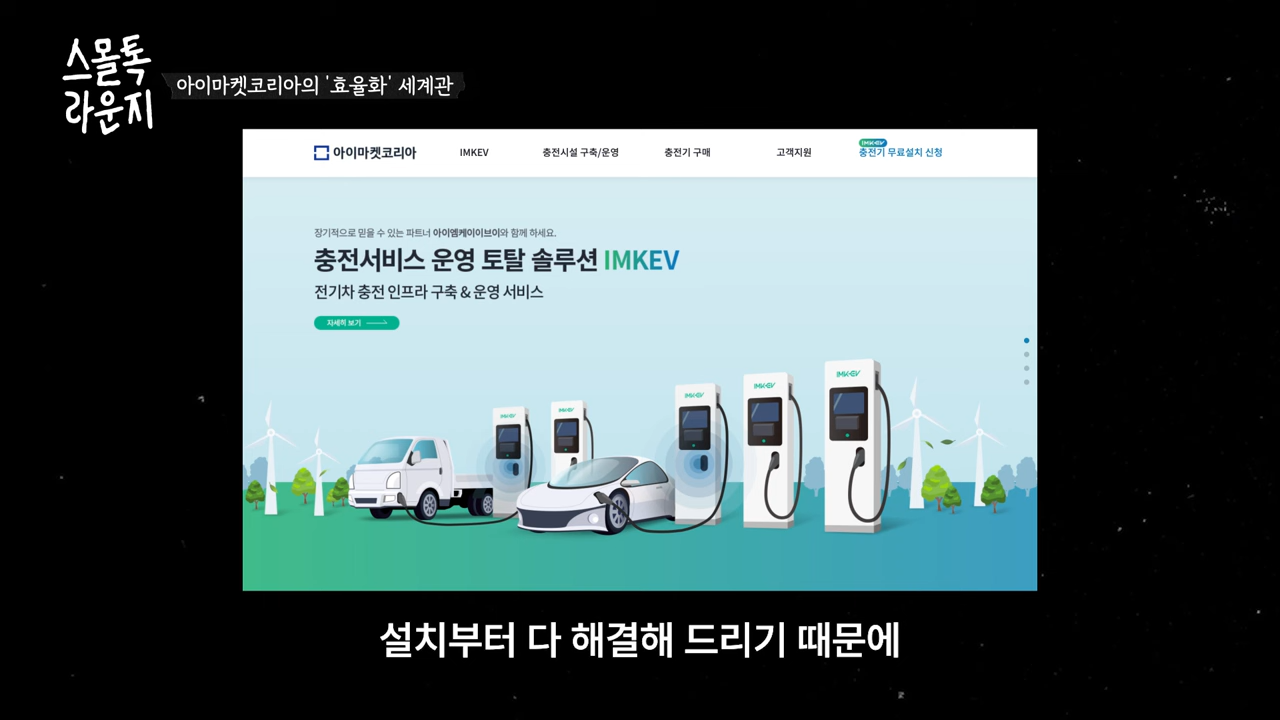 스몰톡
라운지
아이마켓코리아의 '효율화' 세계관
아이마켓코리아
IMKEV
충전시설 구축/운영
충전기 구매
고객지원
IMKEV
충전기 무료설치 신청
장기적으로 믿을 수 있는 파트너 아이엠케이이브이와 함께 하세요.
충전서비스 운영 토탈 솔루션 IMKEV
전기차 충전 인프라 구축 & 운영 서비스
자세히 보기
IMKEV
IMKEV
IMKEV
IMKEV
IMKEV
설치부터 다 해결해 드리기 때문에